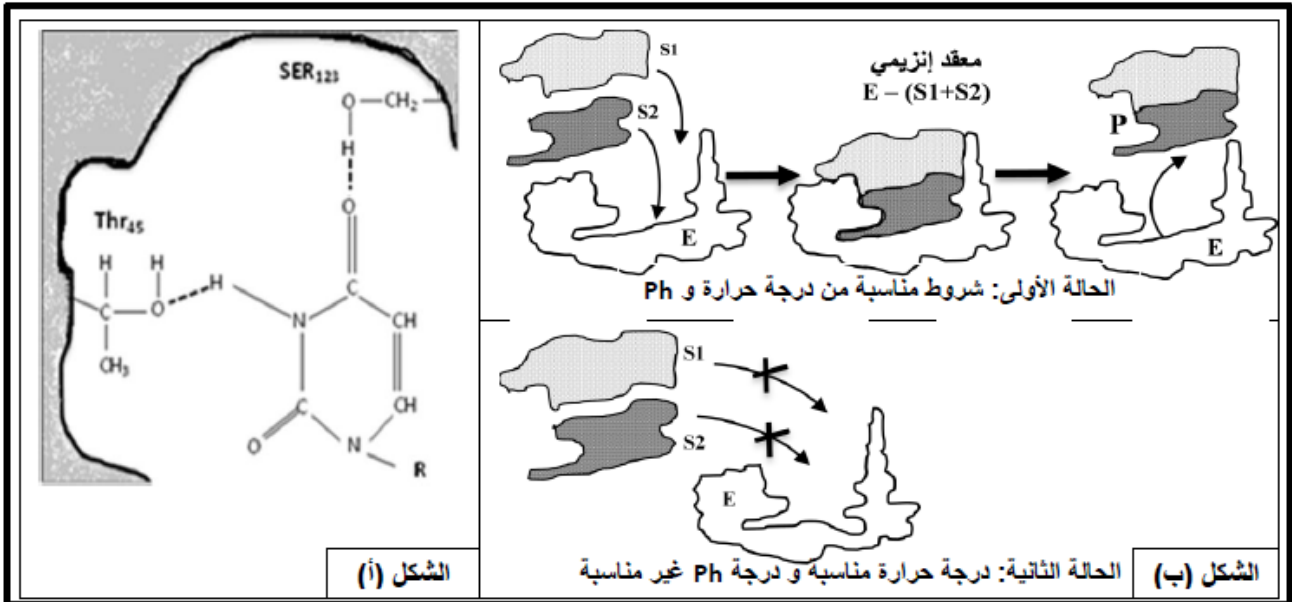 SER123
O—CH2
H
O
Thr45
H
H
H
C
O
C
N
CH
CH3
C
CH
O
N
R
الشكل (أ)
S1
S2
معقد إنزيمي
E – (S1+S2)
P
E
E
الحالة الأولى: شروط مناسبة من درجة حرارة و Ph
S1
S2
E
الحالة الثانية: درجة حرارة مناسبة و درجة Ph غير مناسبة
الشكل (ب)